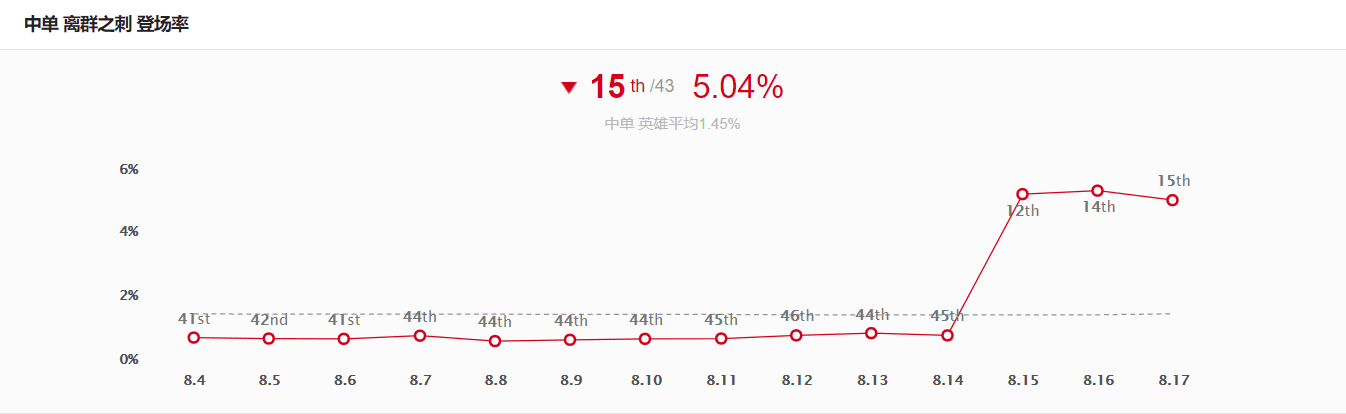 中单 离群之刺 登场率
15 th /43 5.04%
中单 英雄平均1.45%
6%
15th
12th 14th
4%
2%
41st 42nd 41st 44th 44th 44th 44th 45th 46th 44th 45th
0%
8.4 8.5 8.6 8.7 8.8 8.9 8.10 8.11 8.12 8.13 8.14 8.15 8.16 8.17